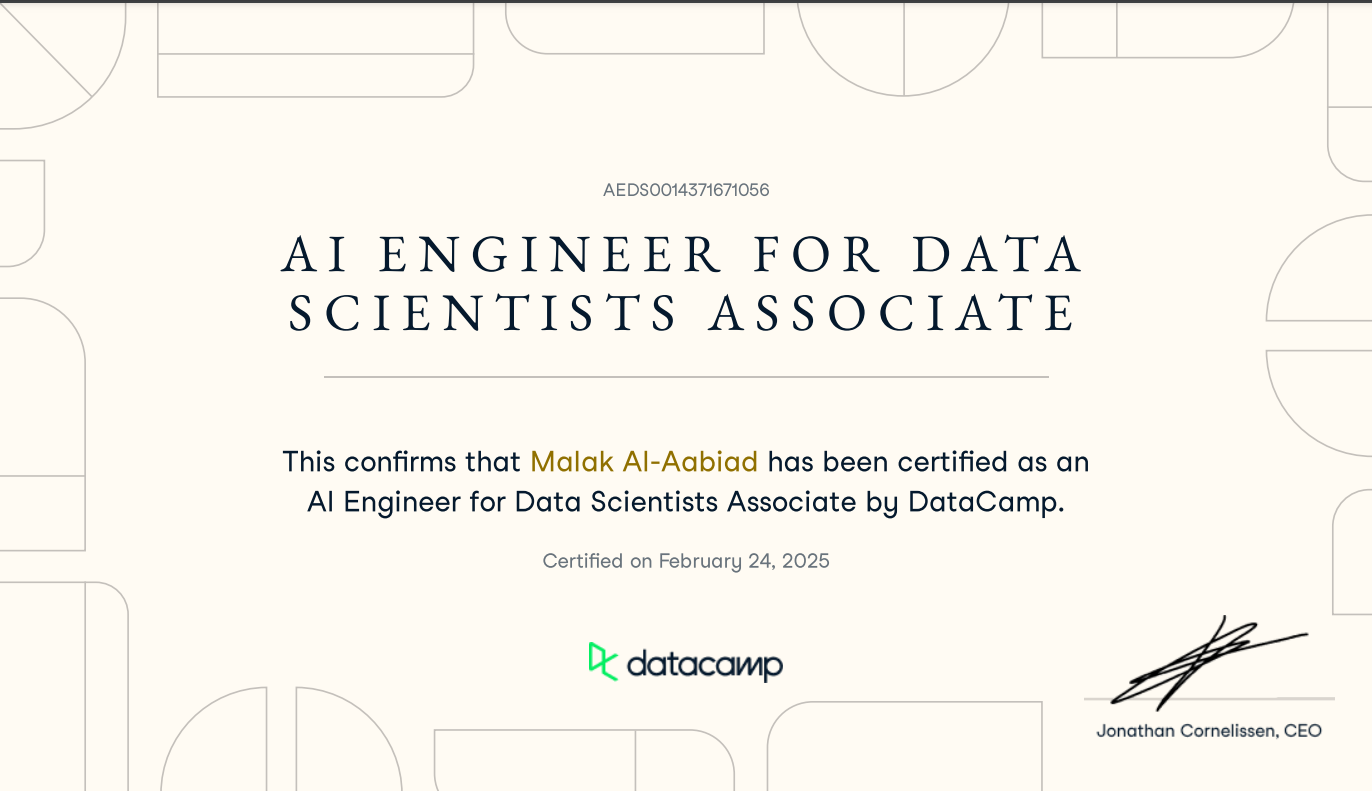 AEDS0014371671056
AI ENGINEER FOR DATA
SCIENTISTS ASSOCIATE
This confirms that Malak Al-Aabiad has been certified as an
AI Engineer for Data Scientists Associate by DataCamp.
Certified on February 24, 2025
datacamp
Jonathan Cornelissen, CEO